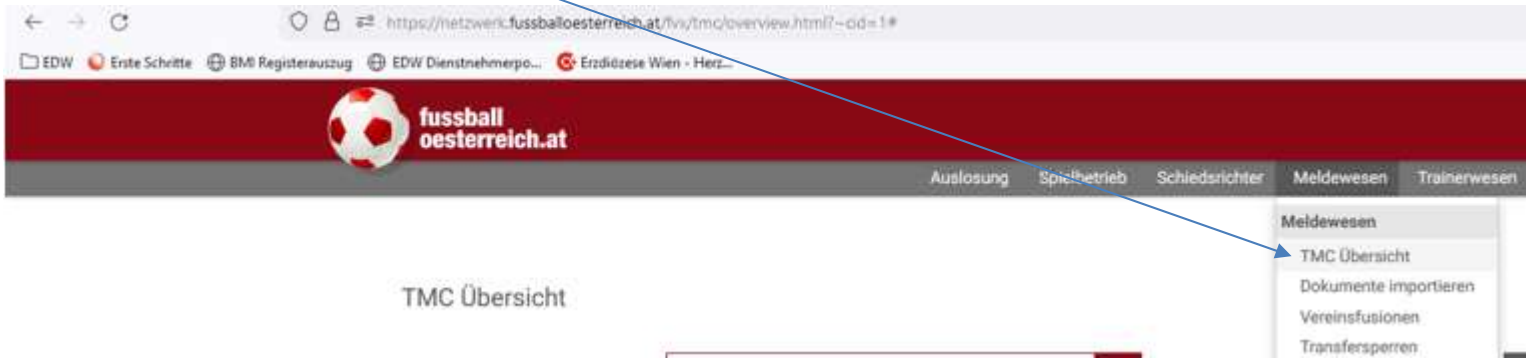 https://netzwerk.fussballoesterreich.at/fvx/tmc/overview.html?~cid=1#
EDW Erste Schritte BMI Registerauszug EDW Dienstnehmerpo... Erzdiözese Wien - Herz...
fussball
oesterreich.at
Auslosung Spielbetrieb Schiedsrichter Meldewesen Trainerwesen
Meldewesen
TMC Übersicht
TMC Übersicht
Dokumente importieren
Vereinsfusionen
Transfersperren